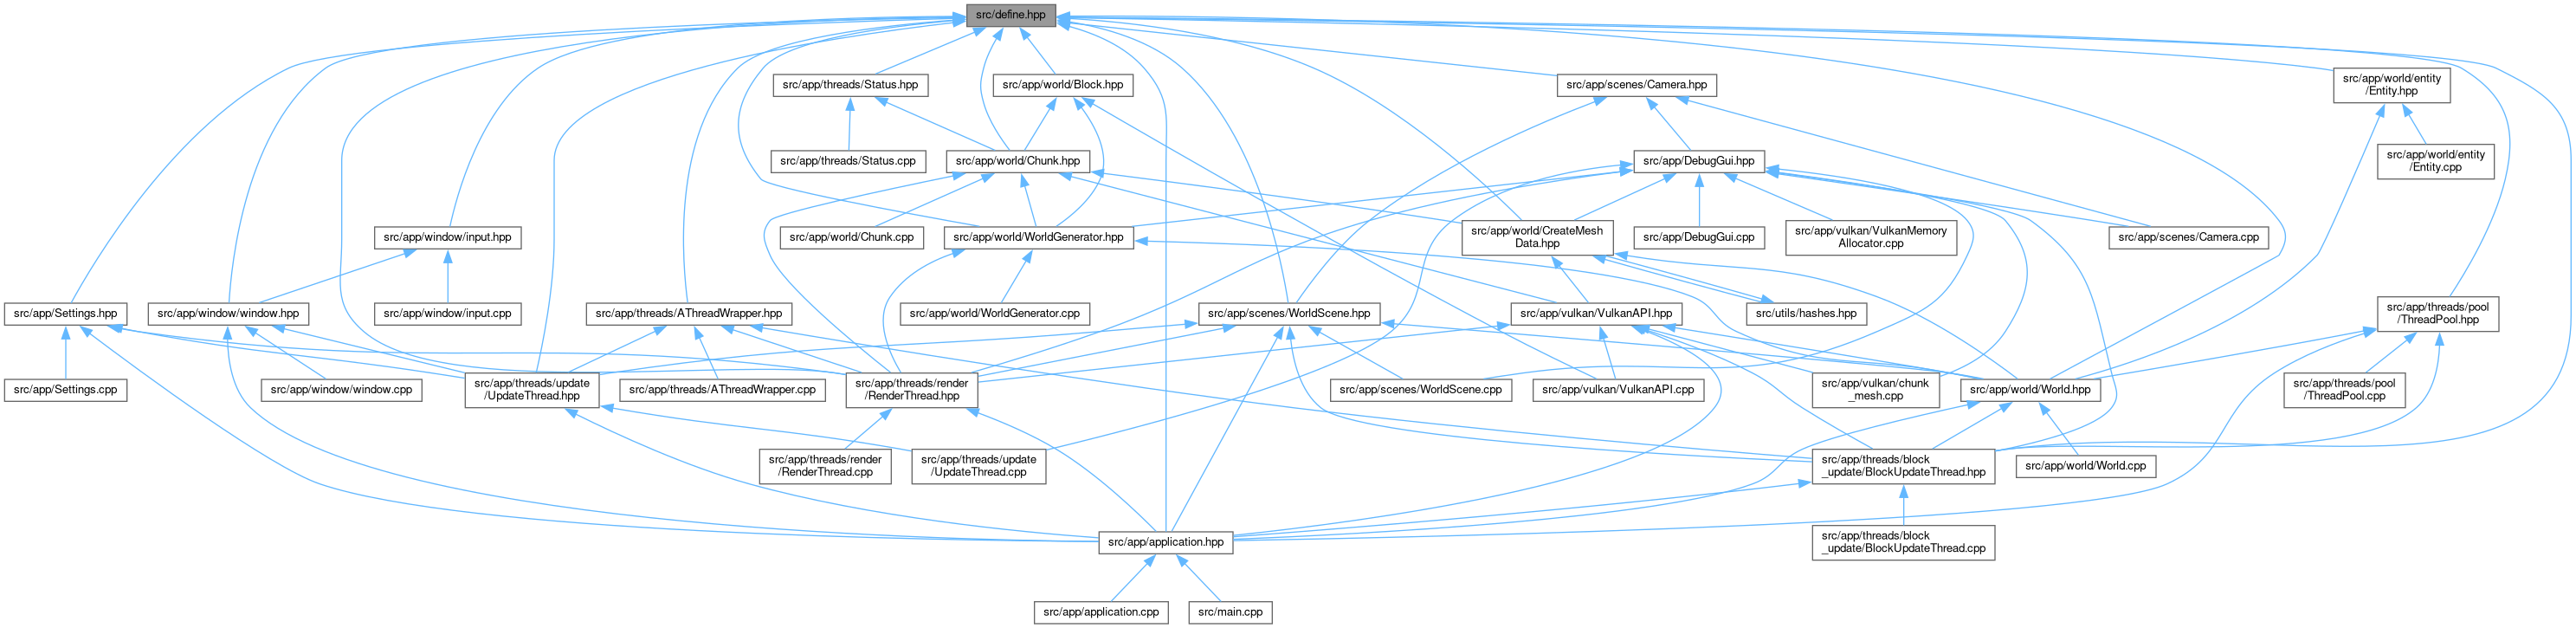 src/define.hpp
src/app/threads/Status.hpp
src/app/world/Block.hpp
src/app/scenes/Camera.hpp
src/app/world/entity
/Entity.hpp
src/app/threads/Status.cpp
src/app/world/Chunk.hpp
src/app/DebugGui.hpp
src/app/world/entity
/Entity.cpp
src/app/window/input.hpp
src/app/world/Chunk.cpp
src/app/world/WorldGenerator.hpp
src/app/world/CreateMesh
Data.hpp
src/app/DebugGui.cpp
src/app/vulkan/VulkanMemory
Allocator.cpp
src/app/scenes/Camera.cpp
src/app/Settings.hpp
src/app/window/window.hpp
src/app/window/input.cpp
src/app/threads/AThreadWrapper.hpp
src/app/world/WorldGenerator.cpp
src/app/scenes/WorldScene.hpp
src/app/vulkan/VulkanAPI.hpp
src/utils/hashes.hpp
src/app/threads/pool
/ThreadPool.hpp
src/app/Settings.cpp
src/app/window/window.cpp
src/app/threads/update
/UpdateThread.hpp
src/app/threads/AThreadWrapper.cpp
src/app/threads/render
/RenderThread.hpp
src/app/scenes/WorldScene.cpp
src/app/vulkan/VulkanAPI.cpp
src/app/vulkan/chunk
_mesh.cpp
src/app/world/World.hpp
src/app/threads/pool
/ThreadPool.cpp
src/app/threads/render
/RenderThread.cpp
src/app/threads/update
/UpdateThread.cpp
src/app/threads/block
_update/BlockUpdateThread.hpp
src/app/world/World.cpp
src/app/application.hpp
src/app/threads/block
_update/BlockUpdateThread.cpp
src/app/application.cpp
src/main.cpp